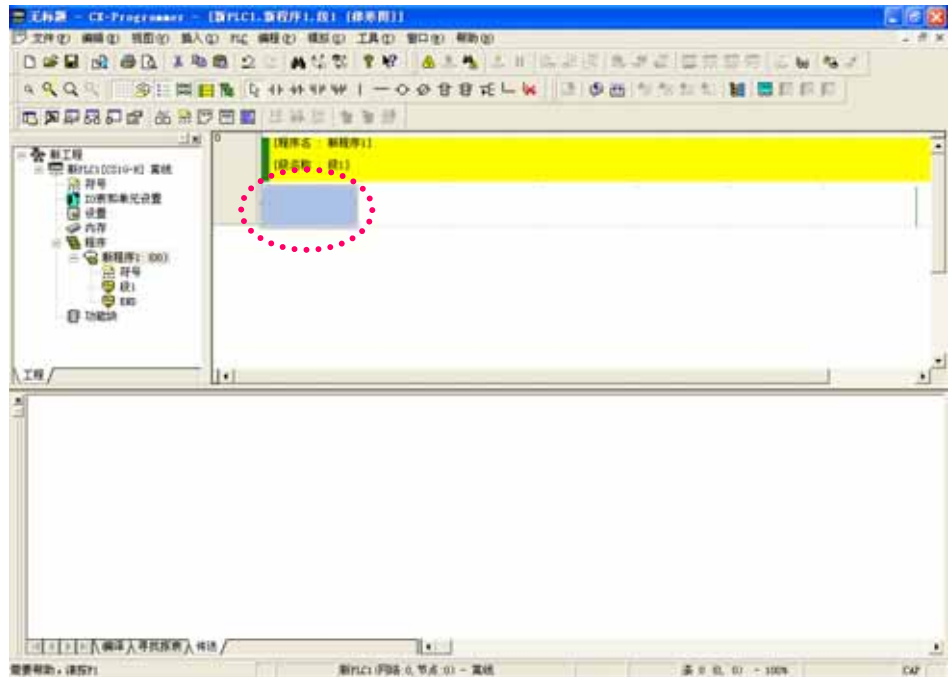 无标题 - CX-Programmer - [新PLC1.新程序1.段1 [梯形图]]
文件(F) 编辑(E) 视图(V) 插入(I) PLC 编程(P) 模拟(S) 工具(T) 窗口(W) 帮助(H)
0
[程序名 : 新程序1]
[段名称 : 段1]
新工程
新PLC1[CS1G-H] 离线
符号
IO表和单元设置
设置
内存
程序
新程序1 (00)
符号
段1
END
功能块
工程
编译 寻找报表 传送
需要帮助，请按F1
新PLC1(网络:0,节点:0) - 离线
条 0 (0, 0) - 100%
CAP